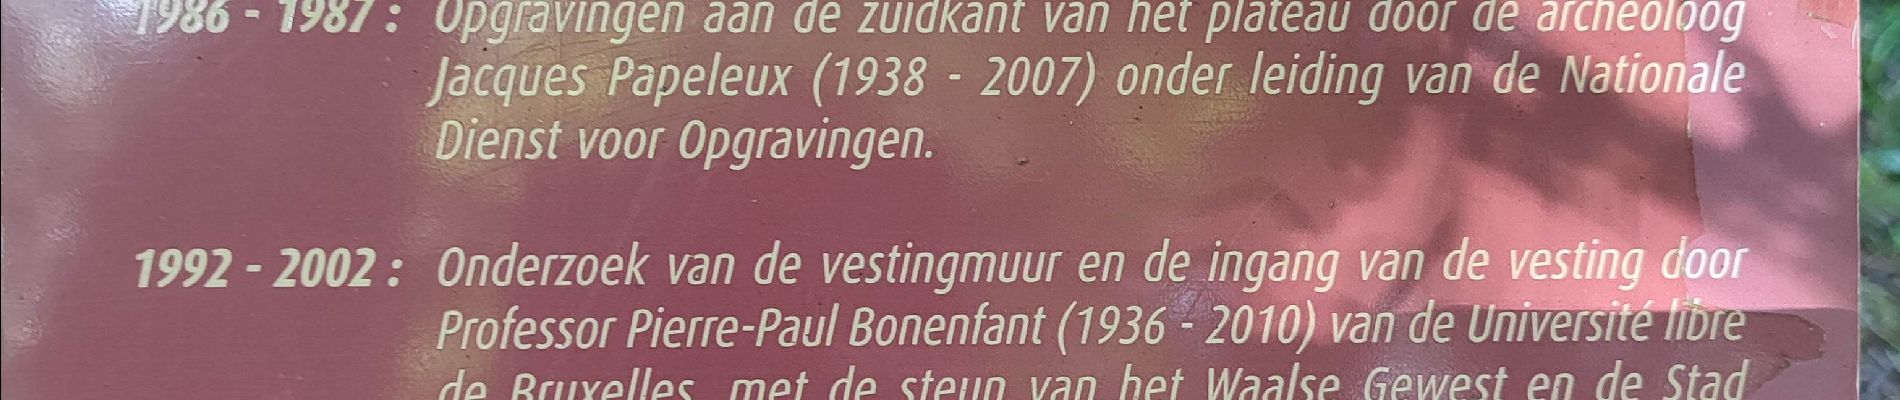 1986 - 1987 : Opgravingen aan de zuidkant van het plateau door de archeoloog
Jacques Papeleux (1938 - 2007) onder leiding van de Nationale
Dienst voor Opgravingen.
1992 - 2002 : Onderzoek van de vestingmuur en de ingang van de vesting door
Professor Pierre-Paul Bonenfant (1936 - 2010) van de Université libre
de Bruxelles, met de steun van het Waalse Gewest en de Stad